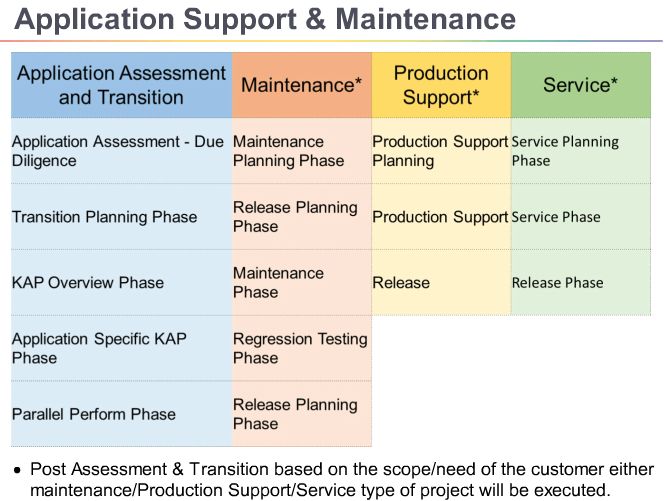 Application Support & Maintenance
Application Assessment
and Transition
Maintenance*
Production
Support*
Service*
Application Assessment - Due
Diligence
Maintenance
Planning Phase
Production Support
Planning
Service Planning
Phase
Transition Planning Phase
Release Planning
Phase
Production Support
Service Phase
KAP Overview Phase
Maintenance
Phase
Release
Release Phase
Application Specific KAP
Phase
Regression Testing
Phase
Parallel Perform Phase
Release Planning
Phase
• Post Assessment & Transition based on the scope/need of the customer either
maintenance/Production Support/Service type of project will be executed.